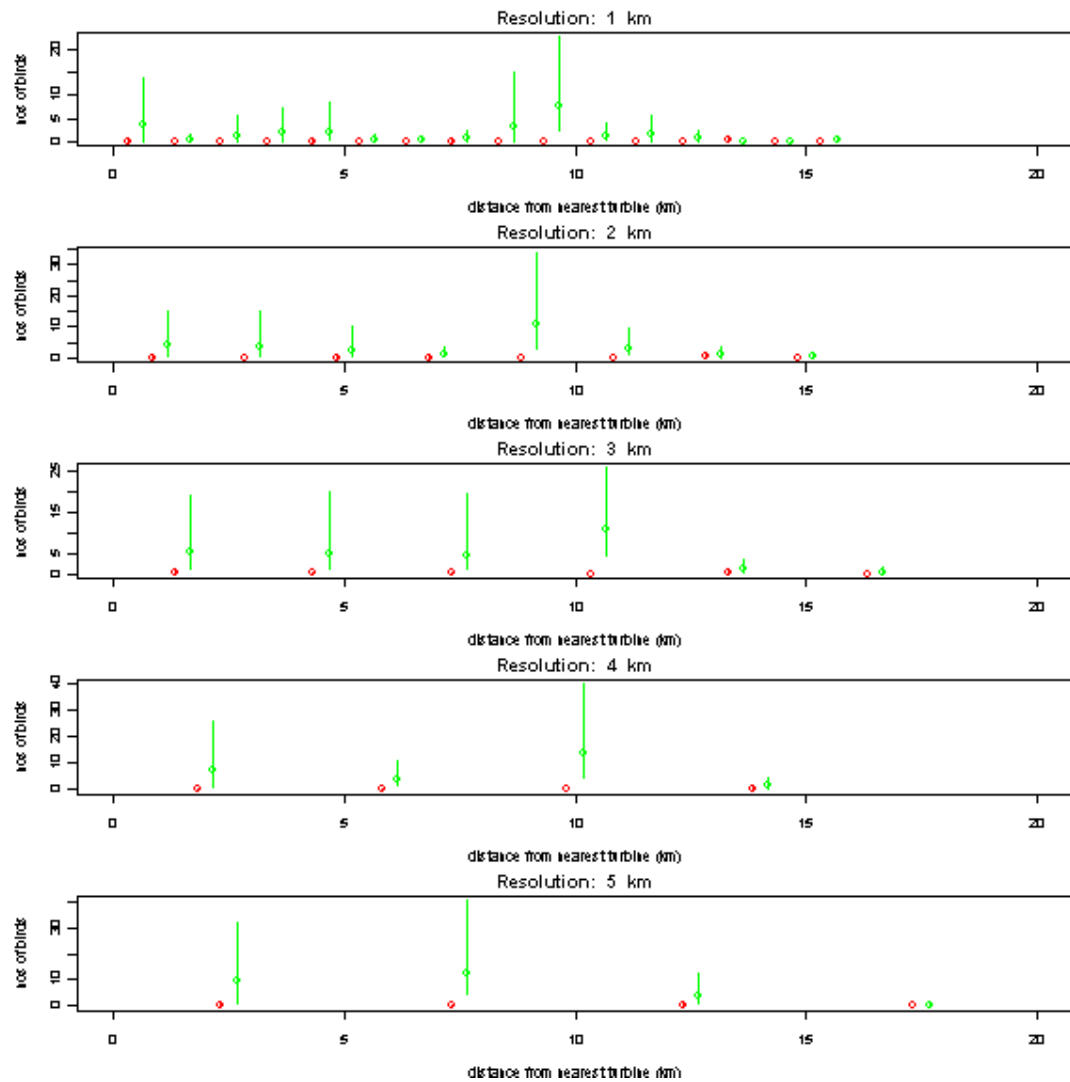 Resolution: 1 km
nos of birds
20
10
5
0
0 5 10 15 20
distance from nearest turbine (km)
Resolution: 2 km
nos of birds
30
20
10
0
0 5 10 15 20
distance from nearest turbine (km)
Resolution: 3 km
nos of birds
25
15
5
0
0 5 10 15 20
distance from nearest turbine (km)
Resolution: 4 km
nos of birds
40
30
20
10
0
0 5 10 15 20
distance from nearest turbine (km)
Resolution: 5 km
nos of birds
30
10
0
0 5 10 15 20
distance from nearest turbine (km)